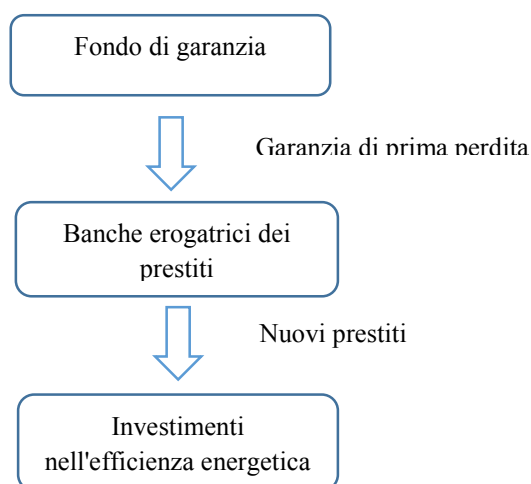 Fondo di garanzia
Garanzia di prima perdita
Banche erogatrici dei
prestiti
Nuovi prestiti
Investimenti
nell'efficienza energetica